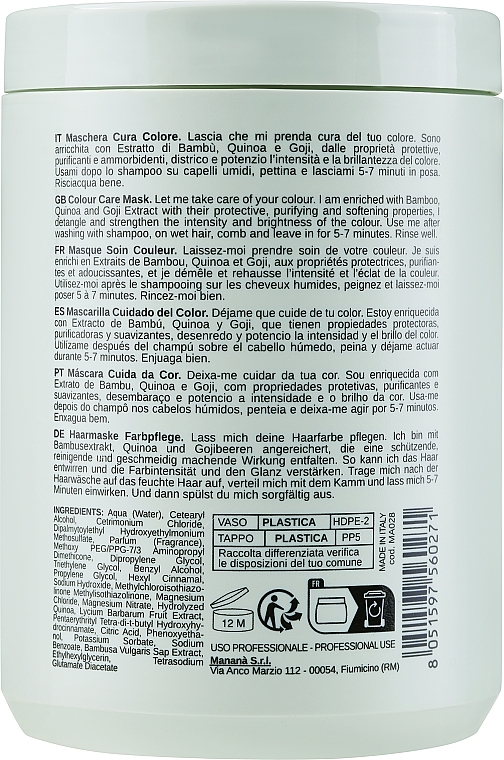 IT Maschera Cura Colore. Lascia che mi prenda cura del tuo colore. Sono
arricchita con Estratto di Bambù, Quinoa e Goji, dalle proprietà protettive,
purificanti e ammorbidenti, districo e potenzio l'intensità e la brillantezza del colore.
Usami dopo lo shampoo su capelli umidi, pettina e lasciami 5-7 minuti in posa.
Risciacqua bene.
GB Colour Care Mask. Let me take care of your colour. I am enriched with Bamboo,
Quinoa and Goji Extract with their protective, purifying and softening properties, I
detangle and strengthen the intensity and brightness of the colour. Use me after
washing with shampoo, on wet hair, comb and leave in for 5-7 minutes. Rinse well.
FR Masque Soin Couleur. Laissez-moi prendre soin de votre couleur. Je suis
enrichi en Extraits de Bambou, Quinoa et Goji, aux propriétés protectrices, purifian-
tes et adoucissantes, et je démêle et rehausse l'intensité et l'éclat de la couleur.
Utilisez-moi après le shampooing sur les cheveux humides, peignez et laissez-moi
poser 5 à 7 minutes. Rincez-moi bien.
ES Mascarilla Cuidado del Color. Déjame que cuide de tu color. Estoy enriquecida
con Extracto de Bambú, Quinoa y Goji, que tienen propiedades protectoras,
purificadoras y suavizantes, desenredo y potencio la intensidad y el brillo del color.
Utilízame después del champú sobre el cabello húmedo, peina y déjame actuar
durante 5-7 minutos. Enjuaga bien.
PT Máscara Cuida da Cor. Deixa-me cuidar da tua cor. Sou enriquecida com
Extrato de Bambu, Quinoa e Goji, com propriedades protetivas, purificantes e
suavizantes, desembaraço e potencio a intensidade e o brilho da cor. Usa-me
depois do champô nos cabelos húmidos, penteia e deixa-me agir por 5-7 minutos.
Enxagua bem.
DE Haarmaske Farbpflege. Lass mich deine Haarfarbe pflegen. Ich bin mit
Bambusextrakt, Quinoa und Gojibeeren angereichert, die eine schützende,
reinigende und geschmeidig machende Wirkung entfalten. So kann ich das Haar
entwirren und die Farbintensität und den Glanz verstärken. Trage mich nach der
Haarwäsche auf das feuchte Haar auf, verteil mich mit dem Kamm und lass mich 5-7
Minuten einwirken. Und dann spülst du mich sorgfältig aus.
INGREDIENTS: Aqua (Water), Cetearyl
Alcohol, Cetrimonium Chloride,
Dipalmytoylethyl Hydroxyethylmonium
Methosulfate, Parfum (Fragrance),
Methoxy PEG/PPG-7/3 Aminopropyl
Dimethicone, Dipropylene Glycol,
Triethylene Glycol, Benzyl Alcohol,
Propylene Glycol, Hexyl Cinnamal,
Sodium Hydroxide, Methylchloroisothiazo-
linone Methylisothiazolinone, Magnesium
Chloride, Magnesium Nitrate, Hydrolyzed
Quinoa, Lycium Barbarum Fruit Extract,
Pentaerythrityl Tetra-di-t-butyl Hydroxyhy-
drocinnamate, Citric Acid, Phenoxyetha-
nol, Potassium Sorbate Sodium
Benzoate, Bambusa Vulgaris Sap Extract,
Ethylhexylglycerin, Tetrasodium
Glutamate Diacetate
VASO PLASTICA HDPE-2
TAPPO PLASTICA PP5
Raccolta differenziata verifica
le disposizioni del tuo comune
MADE IN ITALY
cod. MA028
12 M
FR
USO PROFESSIONALE - PROFESSIONAL USE
Mananà S.r.l.
Via Anco Marzio 112 - 00054, Fiumicino (RM)
8 051597 560271